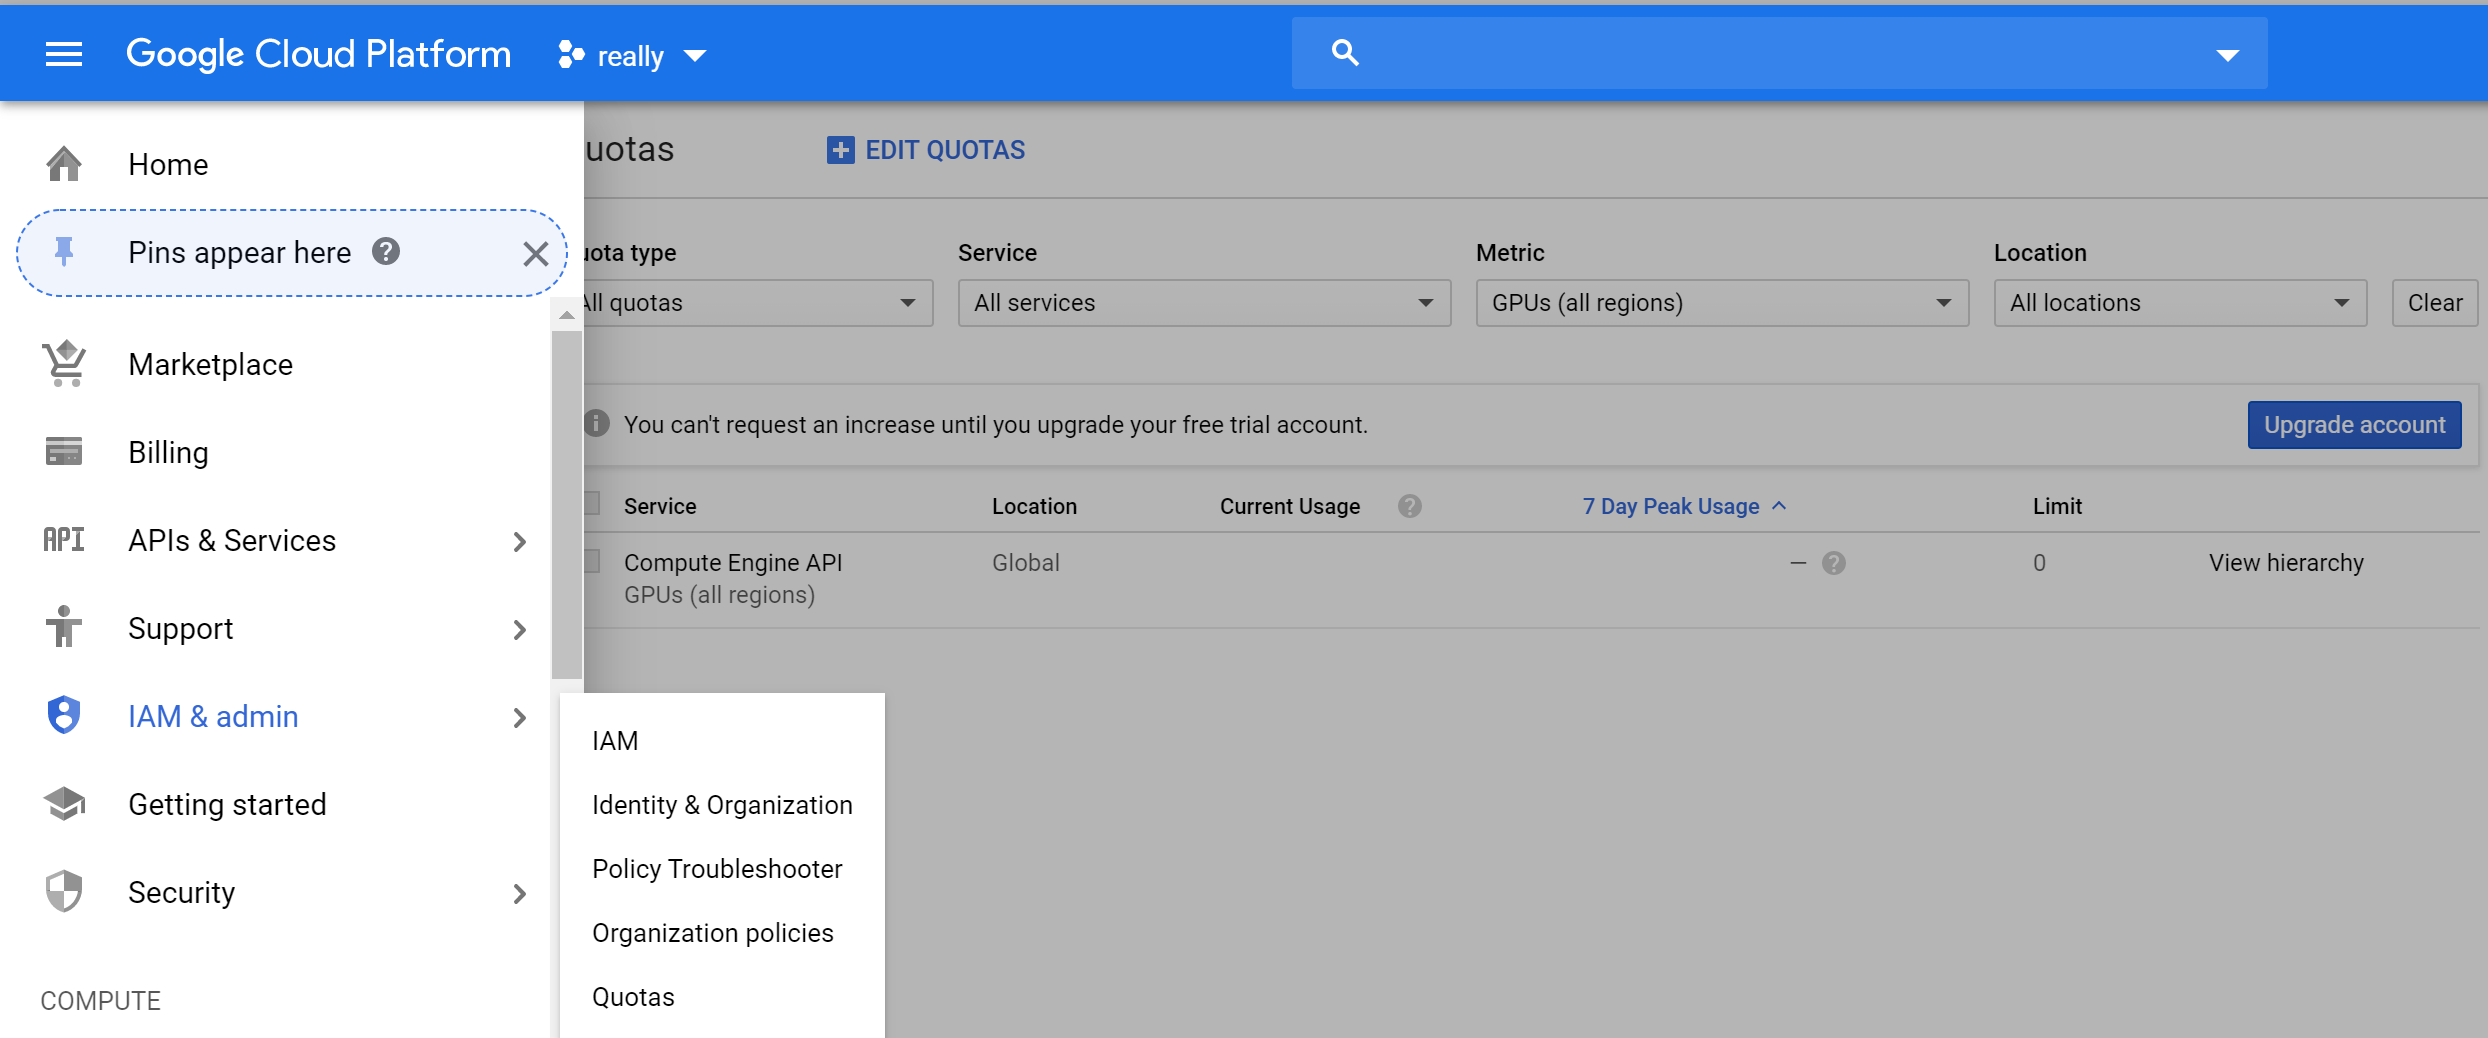 Google Cloud Platform really
Home
Pins appear here
Marketplace
Billing
API APIs & Services
Support
IAM & admin
Getting started
Security
COMPUTE
IAM
Identity & Organization
Policy Troubleshooter
Organization policies
Quotas
uotas EDIT QUOTAS
uota type Service Metric Location
All quotas All services GPUs (all regions) All locations Clear
You can't request an increase until you upgrade your free trial account. Upgrade account
Service Location Current Usage 7 Day Peak Usage Limit
Compute Engine API Global — 0 View hierarchy
GPUs (all regions)